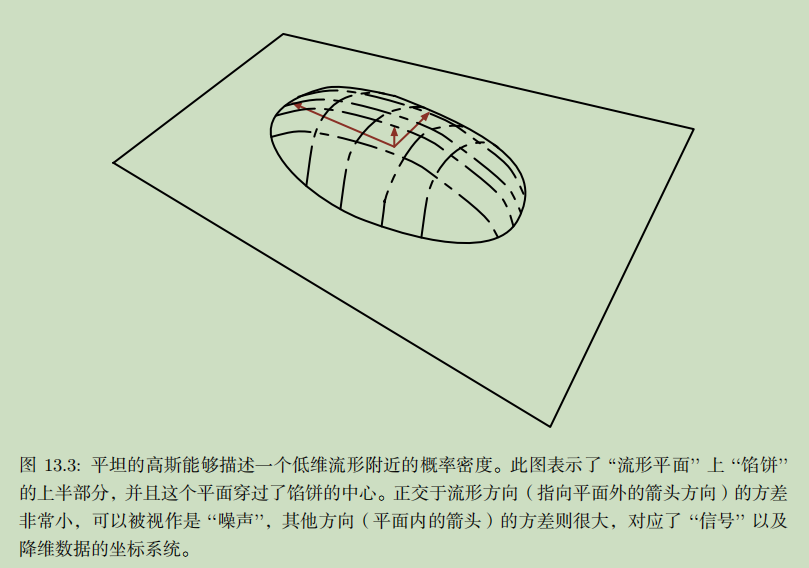 图 13.3: 平坦的高斯能够描述一个低维流形附近的概率密度。此图表示了 “流形平面” 上 “馅饼”
的上半部分，并且这个平面穿过了馅饼的中心。正交于流形方向（指向平面外的箭头方向）的方差
非常小，可以被视作是 “噪声”，其他方向（平面内的箭头）的方差则很大，对应了 “信号” 以及
降维数据的坐标系统。